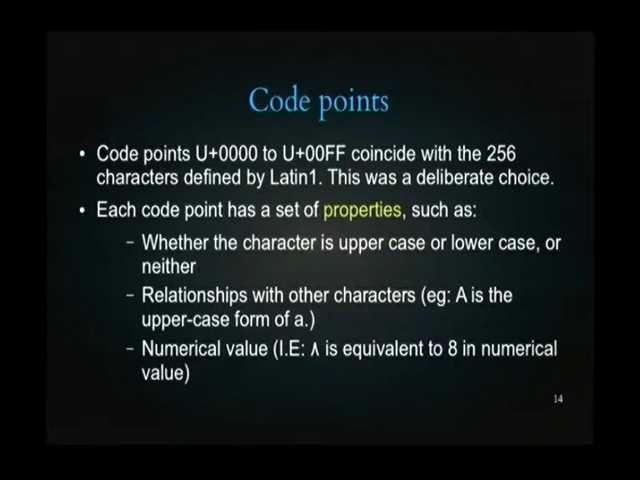 Code points
• Code points U+0000 to U+00FF coincide with the 256
characters defined by Latin1. This was a deliberate choice.
• Each code point has a set of properties, such as:
– Whether the character is upper case or lower case, or
neither
– Relationships with other characters (eg: A is the
upper-case form of a.)
– Numerical value (I.E: ٨ is equivalent to 8 in numerical
value)
14